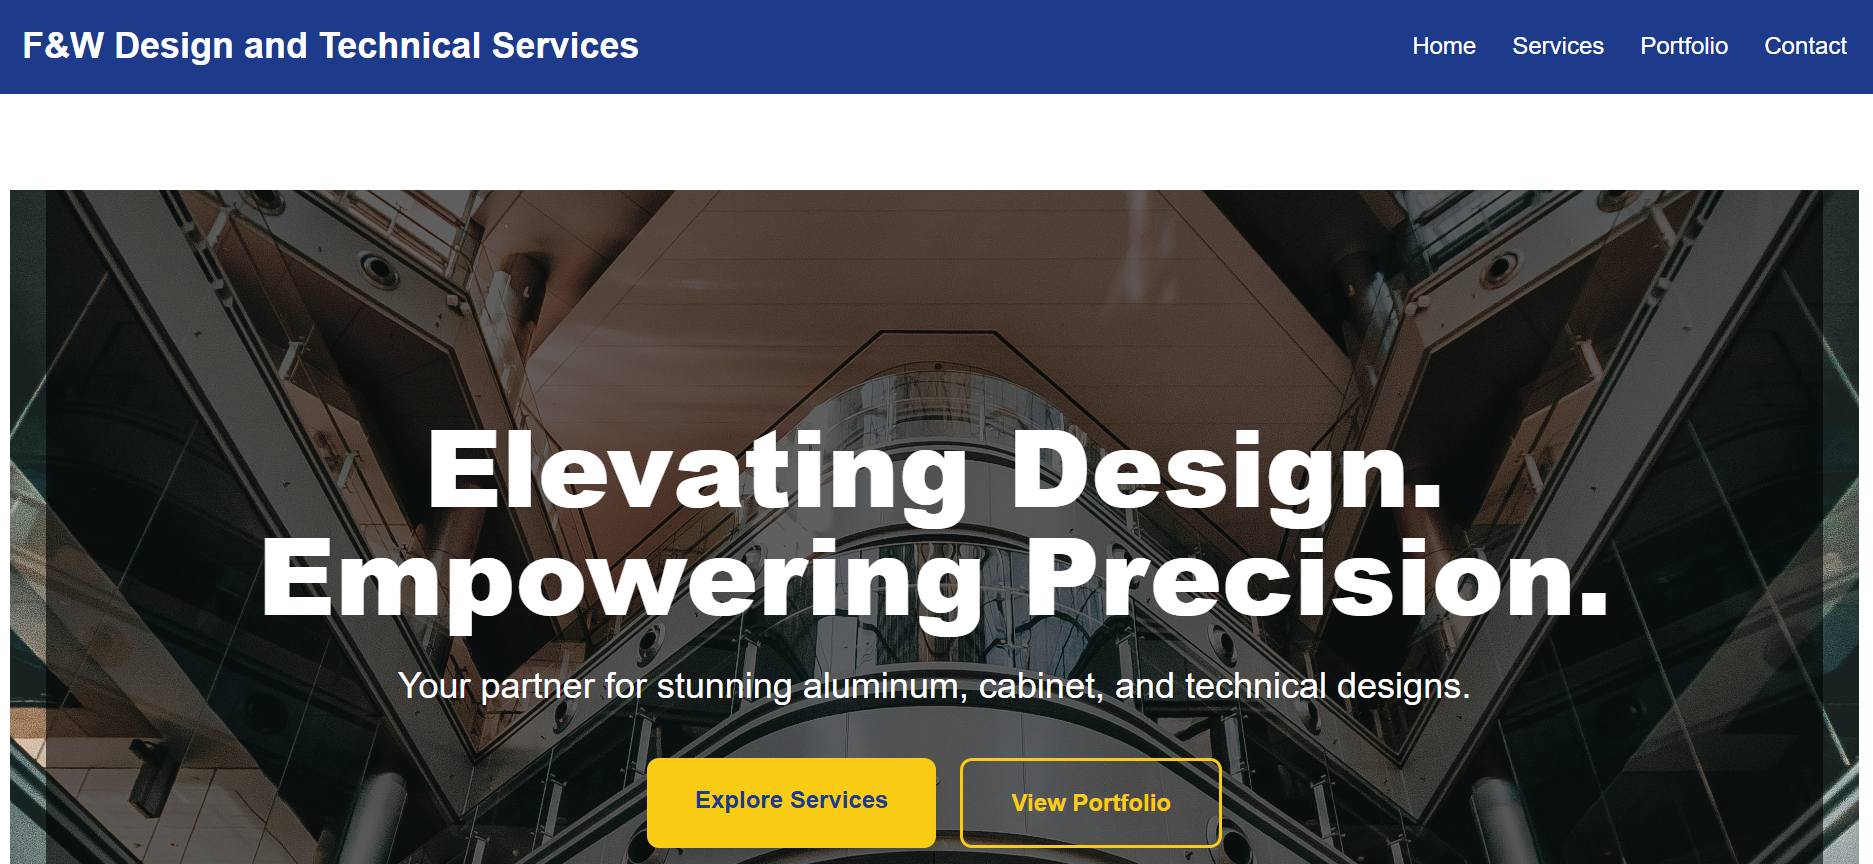 F&W Design and Technical Services
Home Services Portfolio Contact
Elevating Design.
Empowering Precision.
Your partner for stunning aluminum, cabinet, and technical designs.
Explore Services
View Portfolio